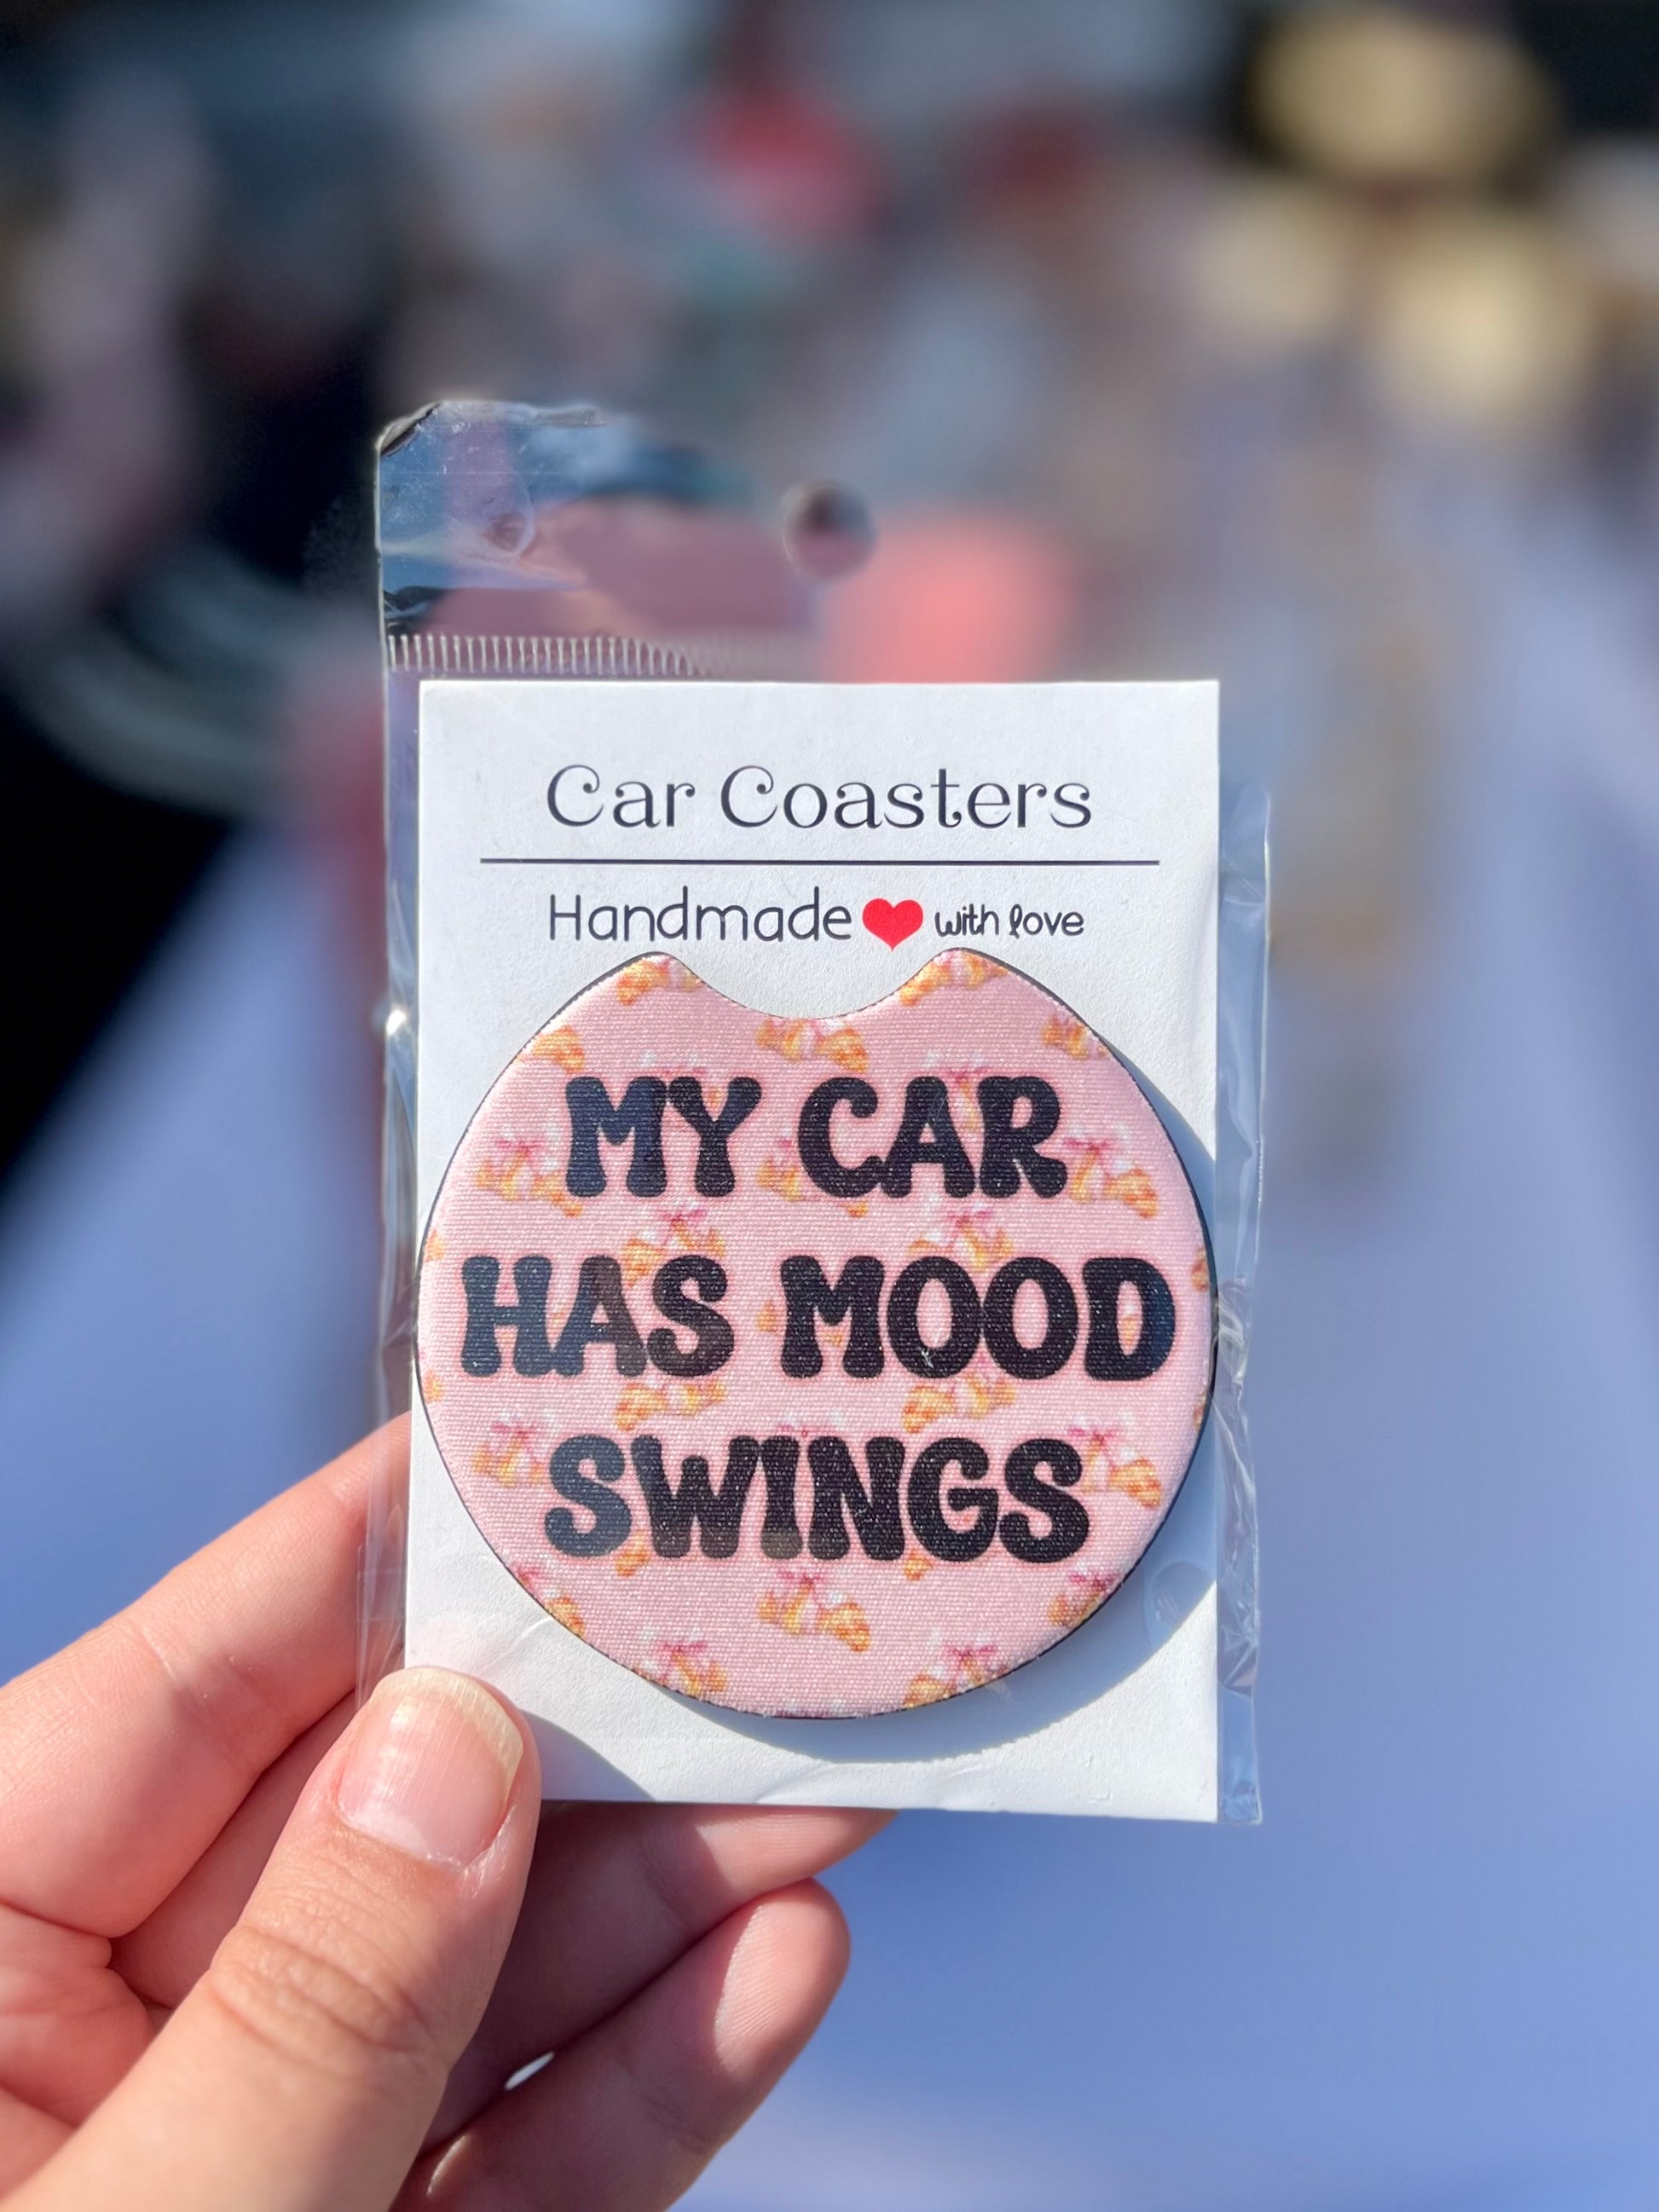 Car Coasters
Handmade with love
MY CAR
HAS MOOD
SWINGS